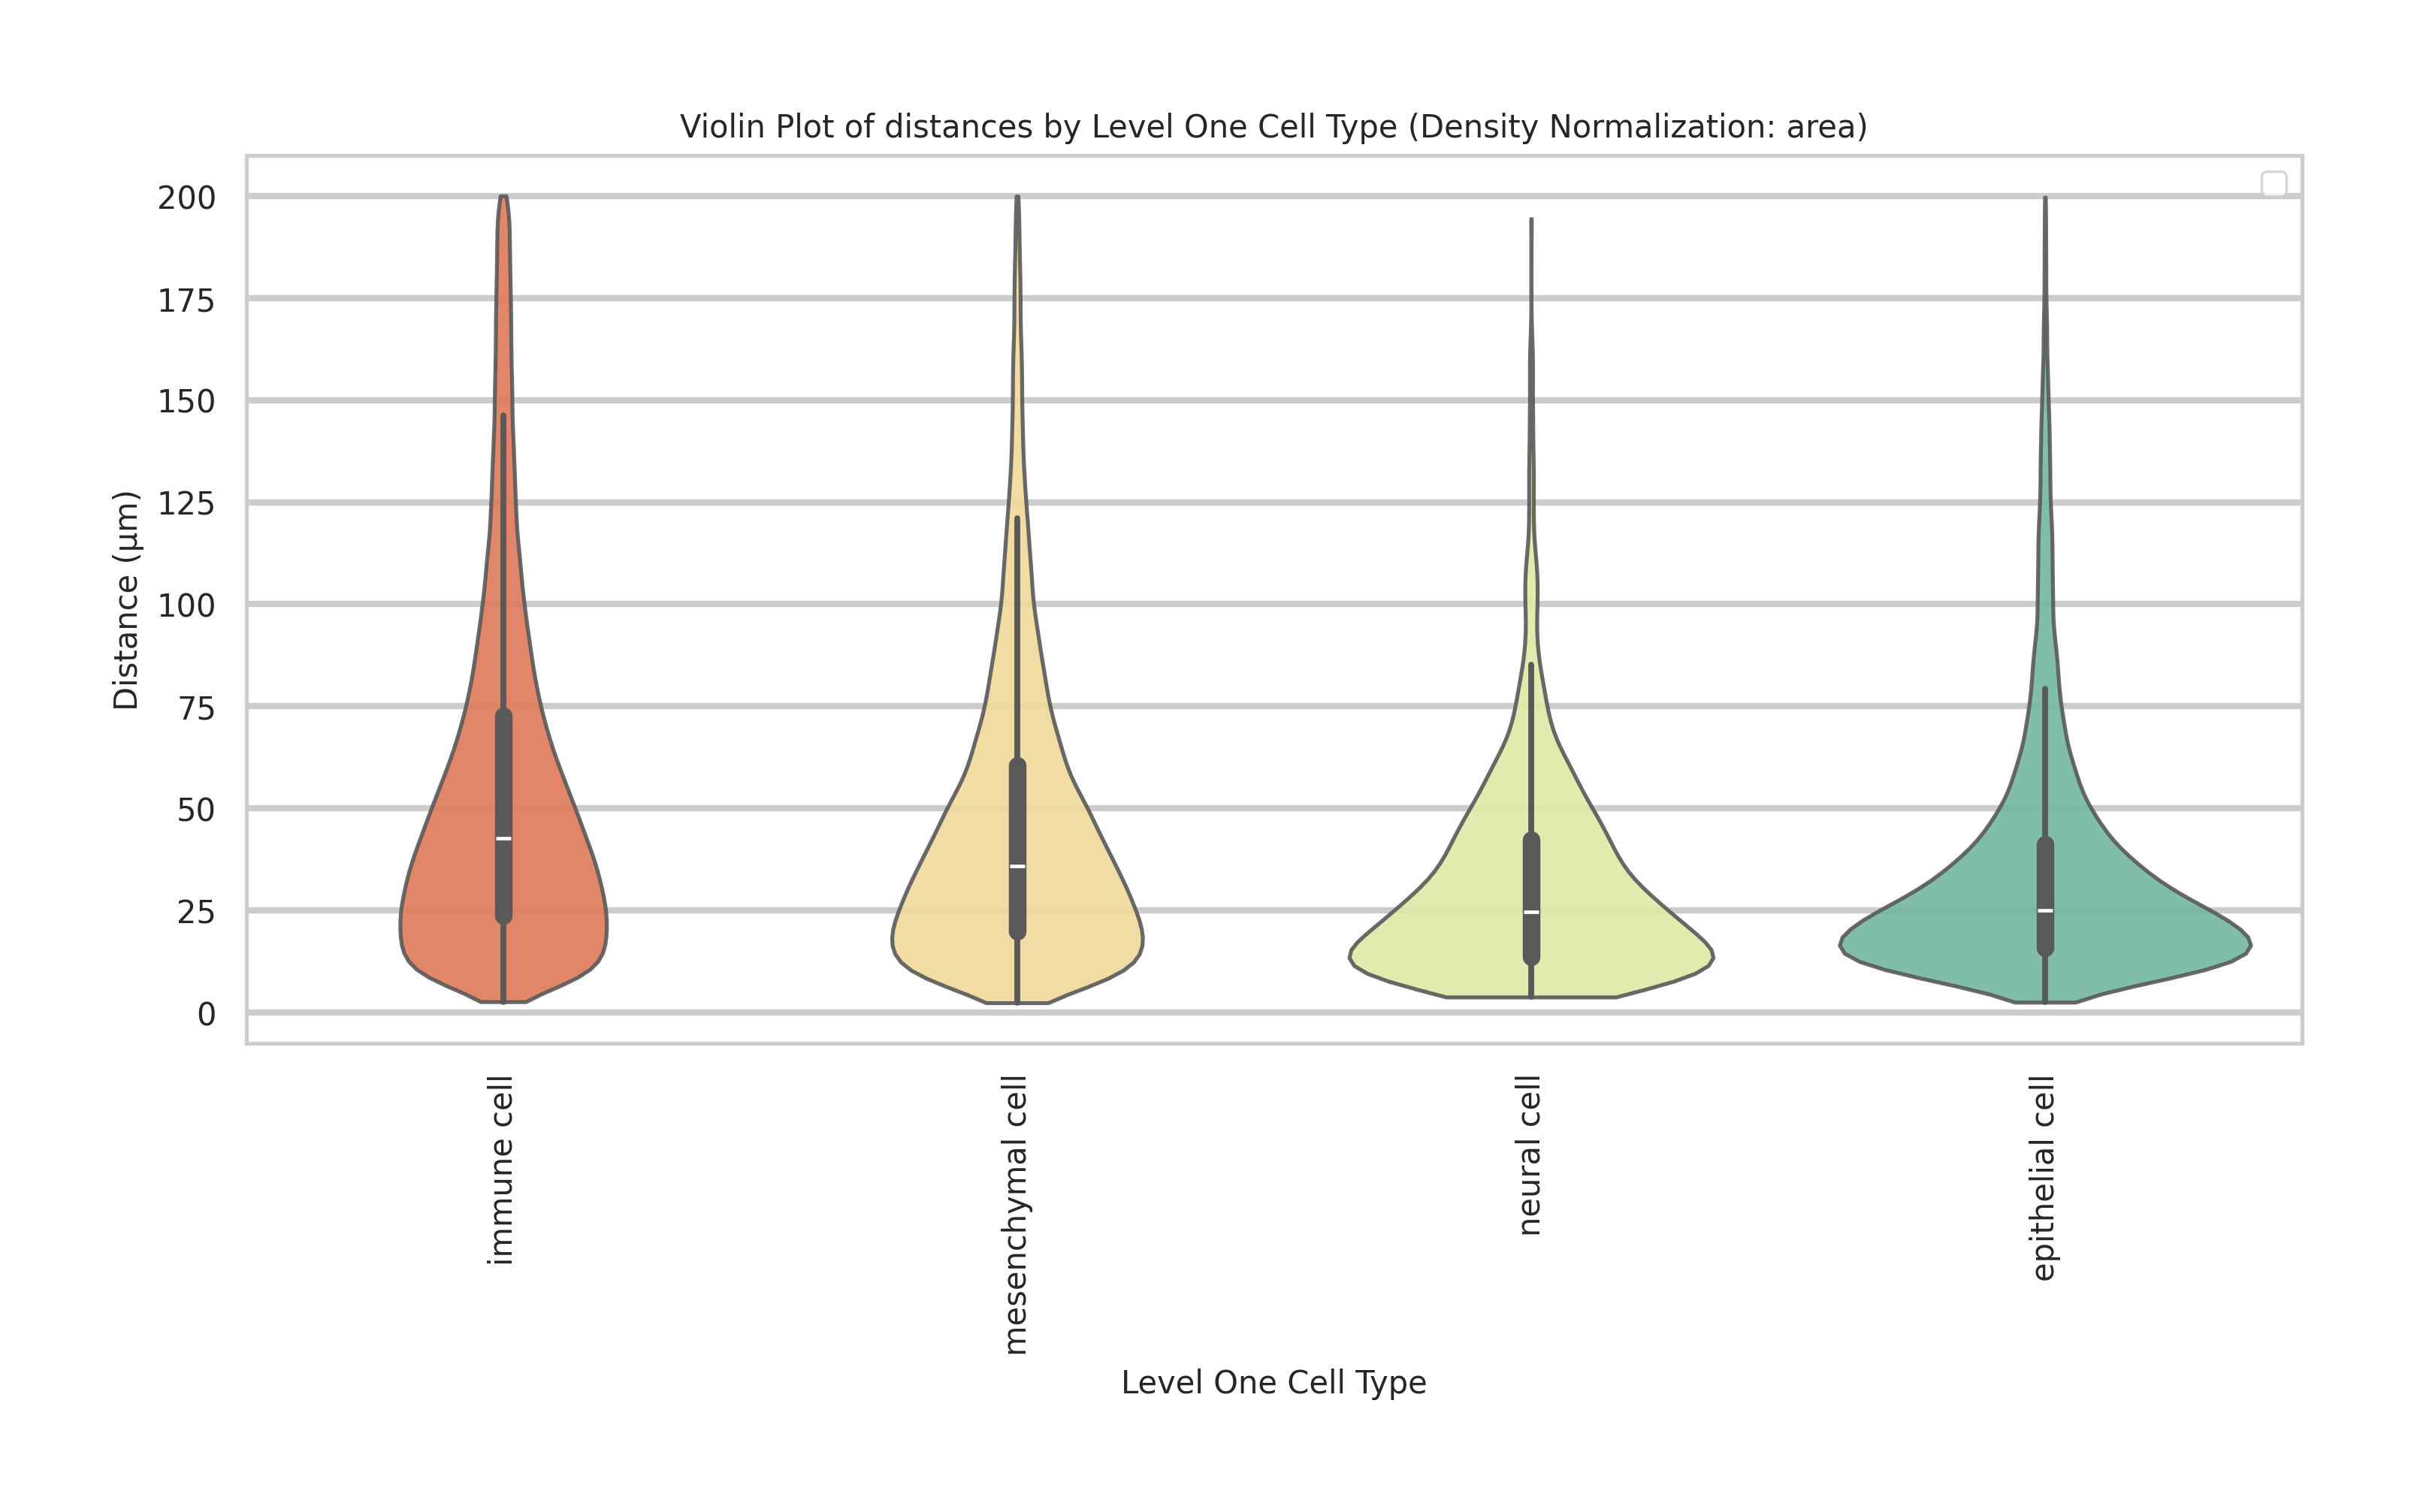 Violin Plot of distances by Level One Cell Type (Density Normalization: area)
200
175
150
125
100
75
50
25
0
Distance (μm)
immune cell
mesenchymal cell
neural cell
epithelial cell
Level One Cell Type